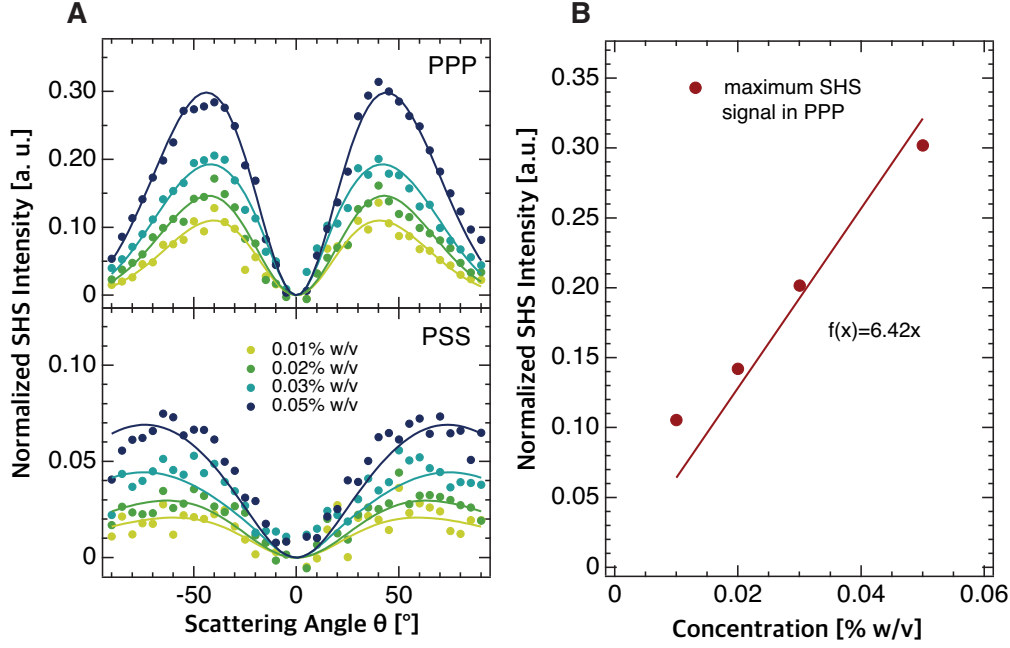 A
PPP
0.30
0.20
0.10
0
Normalized SHS Intensity [a. u.]
PSS
0.01% w/v
0.02% w/v
0.03% w/v
0.05% w/v
0.10
0.05
0
-50 0 50
Scattering Angle θ [°]
B
maximum SHS
signal in PPP
f(x)=6.42x
0.35
0.30
0.25
0.20
0.15
0.10
0.05
0
Normalized SHS Intensity [a.u.]
0 0.02 0.04 0.06
Concentration [% w/v]